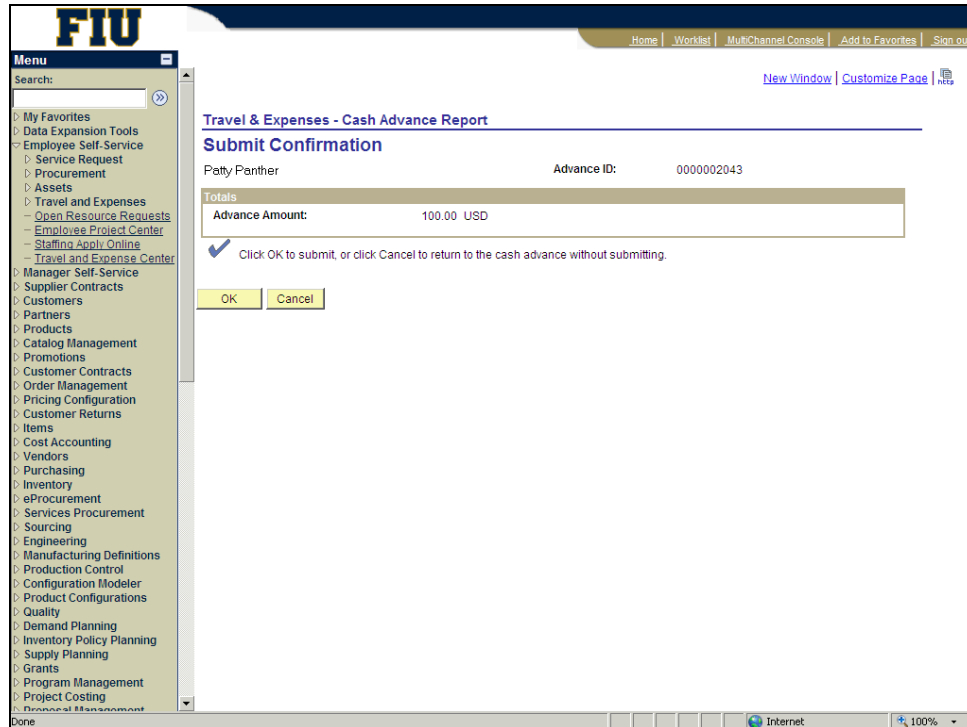 FIU
Home | Worklist | MultiChannel Console | Add to Favorites | Sign ou
Menu
Search:
New Window | Customize Page | http
My Favorites
Data Expansion Tools
Employee Self-Service
Service Request
Procurement
Assets
Travel and Expenses
Open Resource Requests
Employee Project Center
Staffing Apply Online
Travel and Expense Center
Manager Self-Service
Supplier Contracts
Customers
Partners
Products
Catalog Management
Promotions
Customer Contracts
Order Management
Pricing Configuration
Customer Returns
Items
Cost Accounting
Vendors
Purchasing
Inventory
eProcurement
Services Procurement
Sourcing
Engineering
Manufacturing Definitions
Production Control
Configuration Modeler
Product Configurations
Quality
Demand Planning
Inventory Policy Planning
Supply Planning
Grants
Program Management
Project Costing
Proposal Management
Travel & Expenses - Cash Advance Report
Submit Confirmation
Patty Panther Advance ID: 0000002043
Totals
Advance Amount: 100.00 USD
Click OK to submit, or click Cancel to return to the cash advance without submitting.
OK Cancel
Done Internet 100%